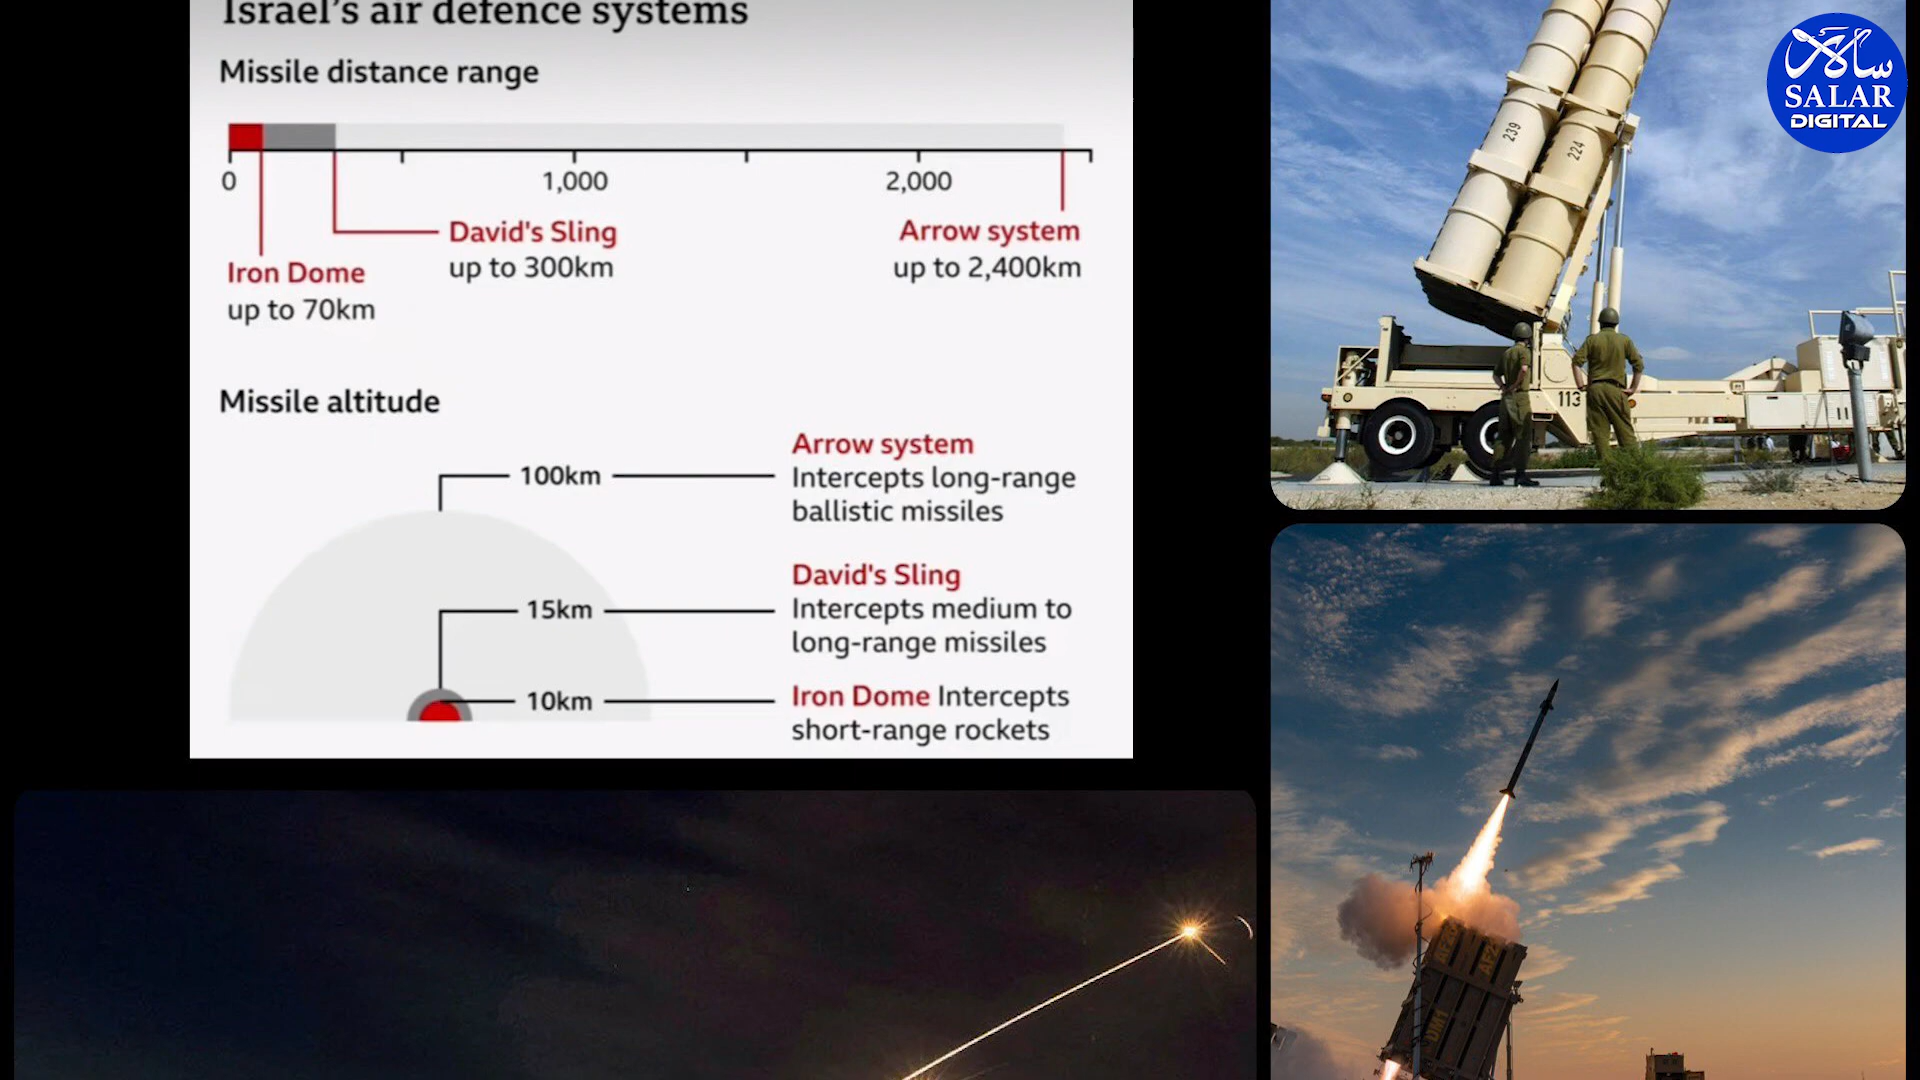 Israel's air defence systems
Missile distance range
0
1,000
2,000
David's Sling
up to 300km
Arrow system
up to 2,400km
Iron Dome
up to 70km
Missile altitude
100km
Arrow system
Intercepts long-range
ballistic missiles
15km
David's Sling
Intercepts medium to
long-range missiles
10km
Iron Dome Intercepts
short-range rockets
239
224
113
سالار
SALAR
DIGITAL